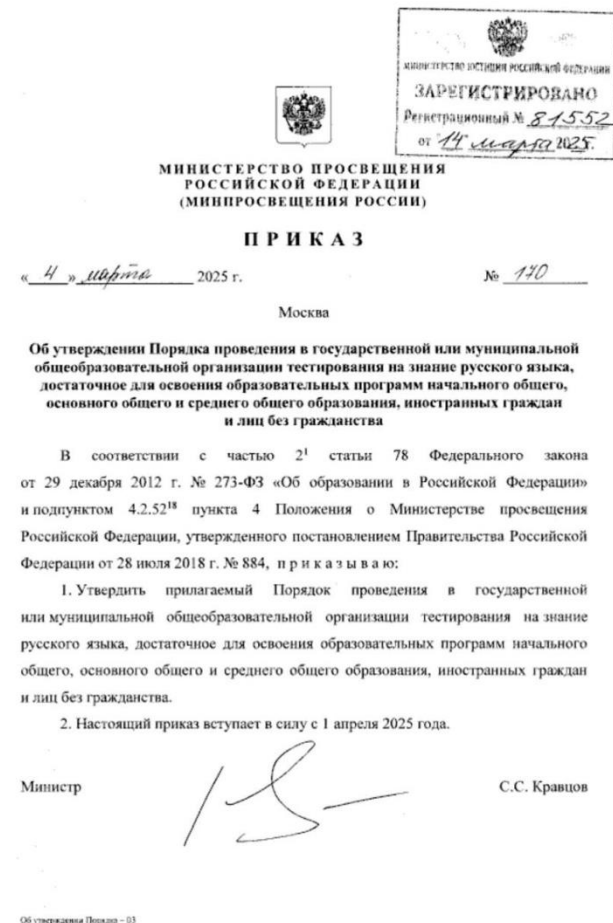 МИНИСТЕРСТВО ЮСТИЦИИ РОССИЙСКОЙ ФЕДЕРАЦИИ
ЗАРЕГИСТРИРОВАНО
Регистрационный № 81552
от "14 марта 2025.
МИНИСТЕРСТВО ПРОСВЕЩЕНИЯ
РОССИЙСКОЙ ФЕДЕРАЦИИ
(МИНПРОСВЕЩЕНИЯ РОССИИ)
ПРИКАЗ
« 4 » марта 2025 г. № 170
Москва
Об утверждении Порядка проведения в государственной или муниципальной
общеобразовательной организации тестирования на знание русского языка,
достаточное для освоения образовательных программ начального общего,
основного общего и среднего общего образования, иностранных граждан
и лиц без гражданства
В соответствии с частью 2¹ статьи 78 Федерального закона
от 29 декабря 2012 г. № 273-ФЗ «Об образовании в Российской Федерации»
и подпунктом 4.2.52¹⁸ пункта 4 Положения о Министерстве просвещения
Российской Федерации, утвержденного постановлением Правительства Российской
Федерации от 28 июля 2018 г. № 884, п р и к а з ы в а ю:
1. Утвердить прилагаемый Порядок проведения в государственной
или муниципальной общеобразовательной организации тестирования на знание
русского языка, достаточное для освоения образовательных программ начального
общего, основного общего и среднего общего образования, иностранных граждан
и лиц без гражданства.
2. Настоящий приказ вступает в силу с 1 апреля 2025 года.
Министр С.С. Кравцов
Об утверждении Порядка – 03